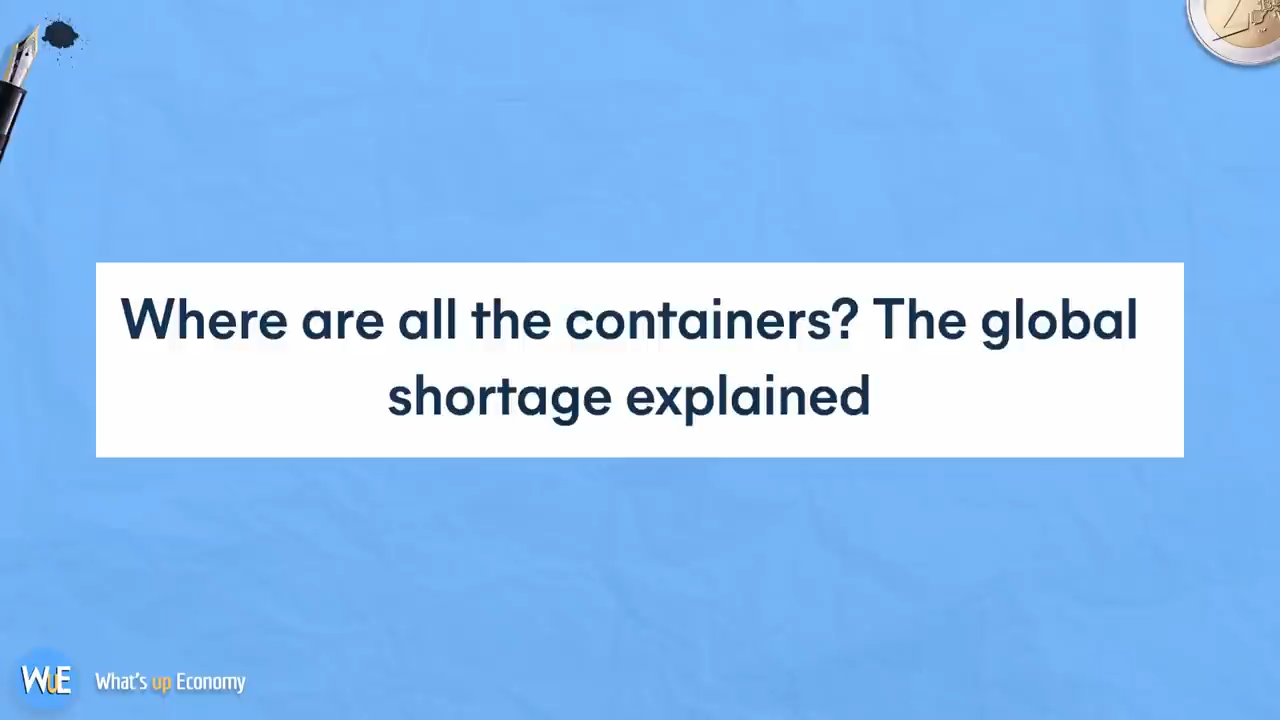 Where are all the containers? The global
shortage explained
WuE What's up Economy